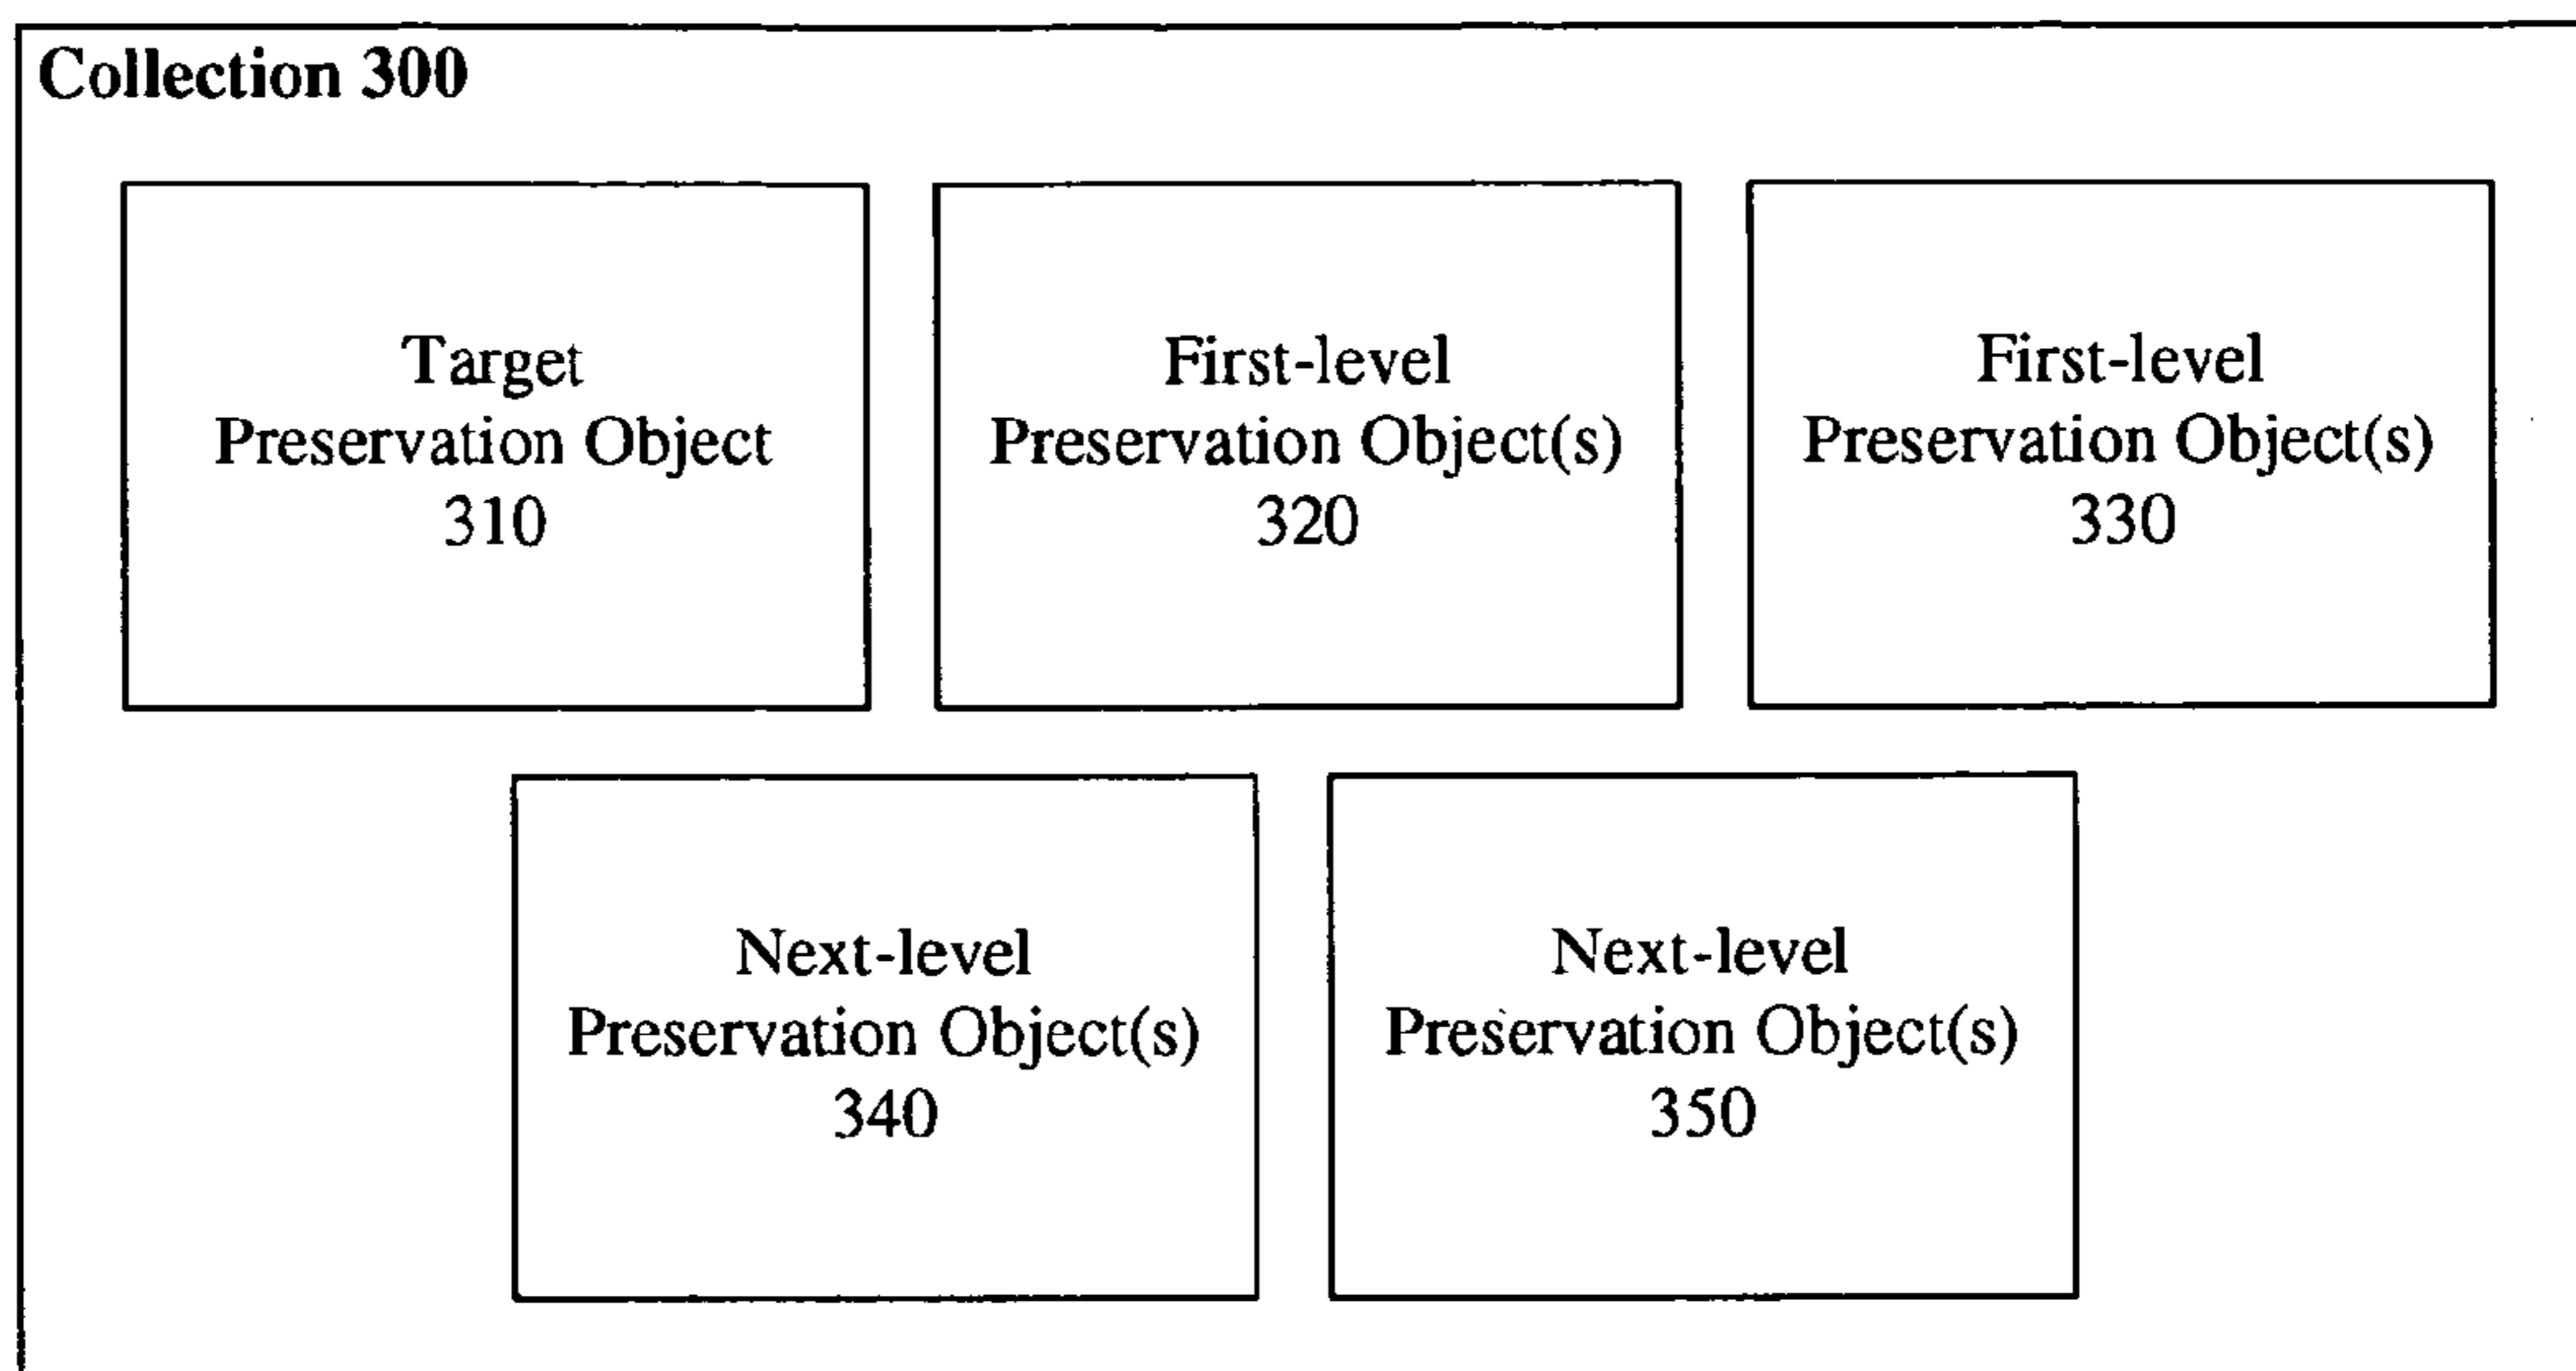 Collection 300
Target
Preservation Object
310
First-level
Preservation Object(s)
320
First-level
Preservation Object(s)
330
Next-level
Preservation Object(s)
340
Next-level
Preservation Object(s)
350